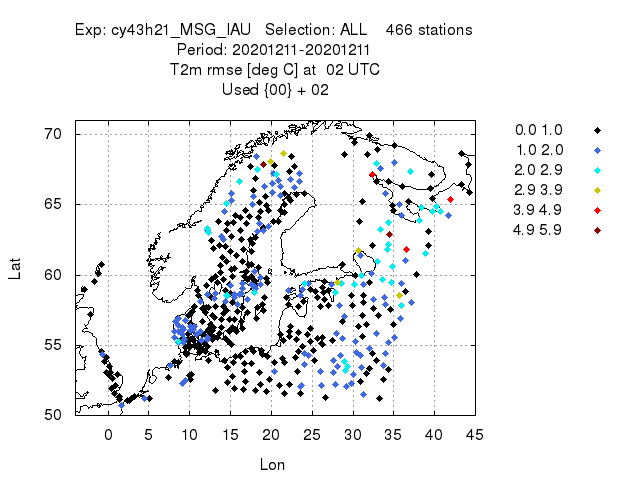 Exp: cy43h21_MSG_IAU   Selection: ALL    466 stations
Period: 20201211-20201211
T2m rmse [deg C] at  02 UTC
Used {00} + 02
70
65
60
55
50
Lat
0 5 10 15 20 25 30 35 40 45
Lon
0.0 1.0
1.0 2.0
2.0 2.9
2.9 3.9
3.9 4.9
4.9 5.9